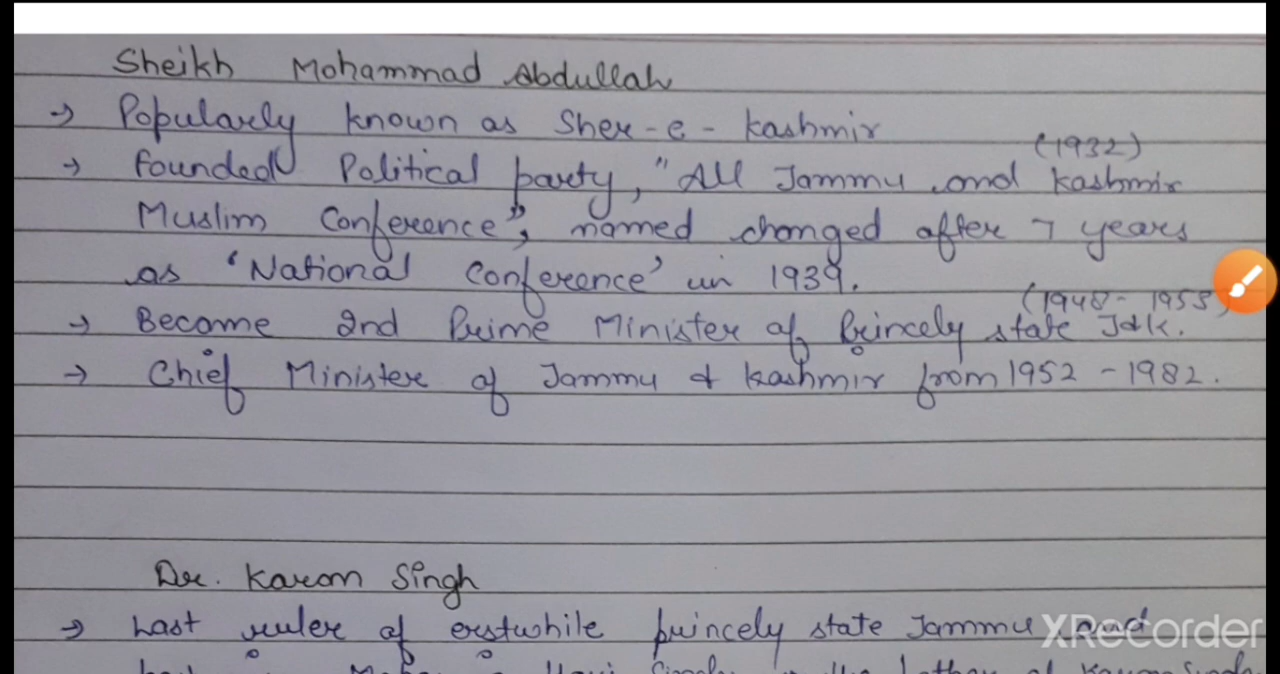 Sheikh Mohammad Abdullah
→ Popularly known as Sher-e-kashmir
(1932)
→ founded Political party, "All Jammu and Kashmir
Muslim Conference", named changed after 7 years
as 'National Conference' in 1939.
(1948-1953)
→ Become 2nd Prime Minister of Princely state J&K.
→ Chief Minister of Jammu & Kashmir from 1952-1982.
Dr. Karan Singh
→ Last ruler of erstwhile princely state Jammu and
XRecorder